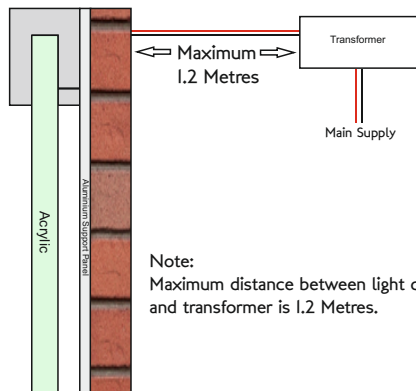 Transformer
Maximum
1.2 Metres
Main Supply
Aluminium Support Panel
Acrylic
Note:
Maximum distance between light
and transformer is 1.2 Metres.